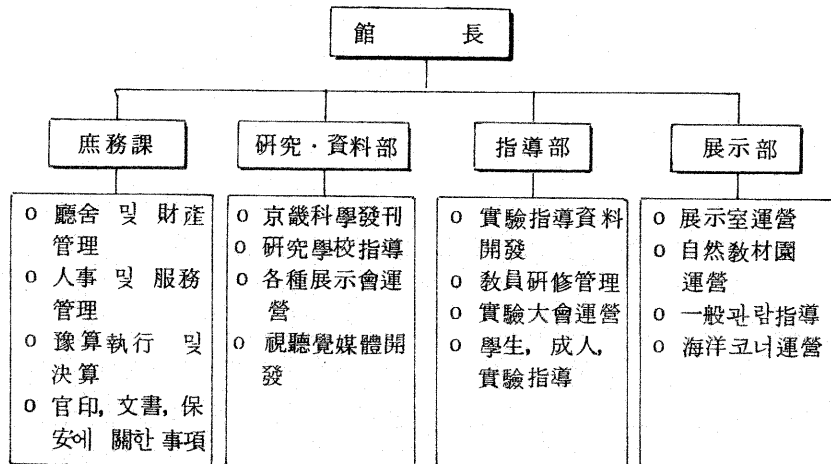 館 長
庶務課
硏究·資料部
指導部
展示部
o 廳舍 및 財產
管理
o 人事 및 服務
管理
o 豫算執行 및
決算
o 官印, 文書, 保
安에 關한 事項
o 京畿科學發刊
o 硏究學校指導
o 各種展示會運
營
o 視聽覺媒體開
發
o 實驗指導資料
開發
o 敎員硏修管理
o 實驗大會運營
o 學生, 成人,
實驗指導
o 展示室運營
o 自然敎材園
運營
o 一般관람指導
o 海洋코너運營